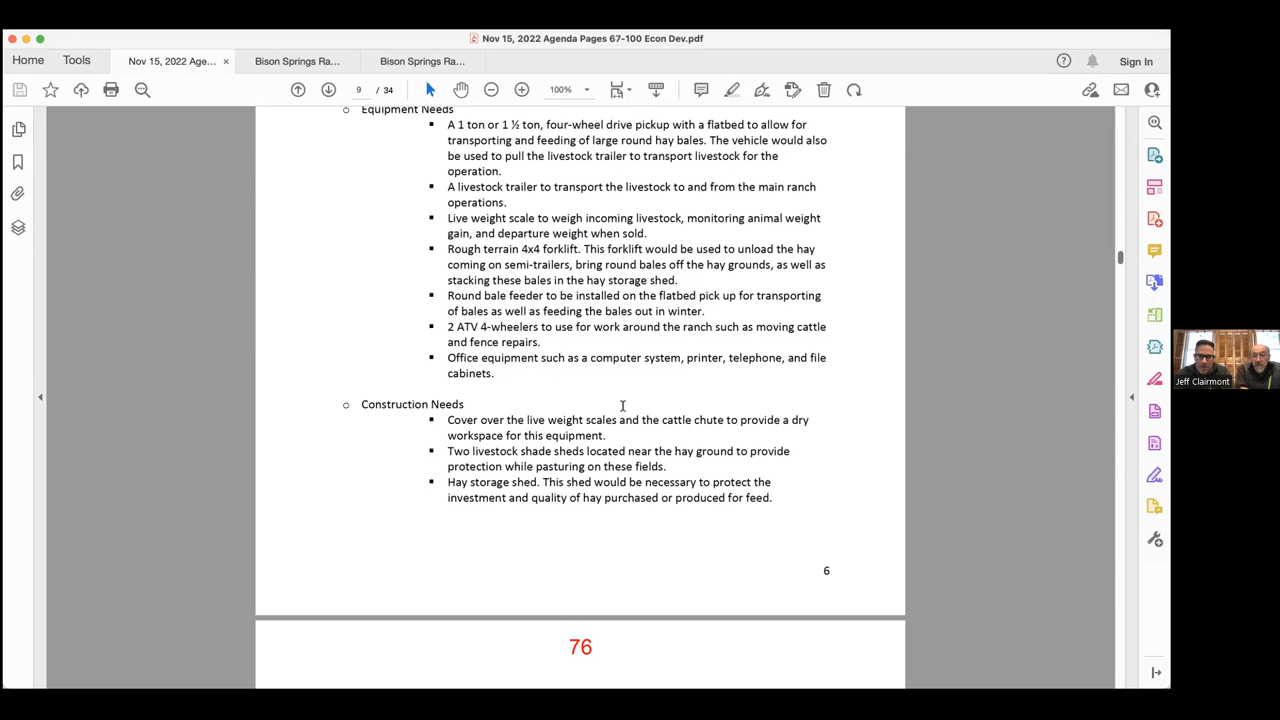 Nov 15, 2022 Agenda Pages 67-100 Econ Dev.pdf
Home Tools Nov 15, 2022 Age... × Bison Springs Ra... Bison Springs Ra... Sign In
9 / 34 100%
Equipment Needs
▪ A 1 ton or 1 ½ ton, four-wheel drive pickup with a flatbed to allow for
transporting and feeding of large round hay bales. The vehicle would also
be used to pull the livestock trailer to transport livestock for the
operation.
▪ A livestock trailer to transport the livestock to and from the main ranch
operations.
▪ Live weight scale to weigh incoming livestock, monitoring animal weight
gain, and departure weight when sold.
▪ Rough terrain 4x4 forklift. This forklift would be used to unload the hay
coming on semi-trailers, bring round bales off the hay grounds, as well as
stacking these bales in the hay storage shed.
▪ Round bale feeder to be installed on the flatbed pick up for transporting
of bales as well as feeding the bales out in winter.
▪ 2 ATV 4-wheelers to use for work around the ranch such as moving cattle
and fence repairs.
▪ Office equipment such as a computer system, printer, telephone, and file
cabinets.
o Construction Needs
▪ Cover over the live weight scales and the cattle chute to provide a dry
workspace for this equipment.
▪ Two livestock shade sheds located near the hay ground to provide
protection while pasturing on these fields.
▪ Hay storage shed. This shed would be necessary to protect the
investment and quality of hay purchased or produced for feed.
6
76
Jeff Clairmont